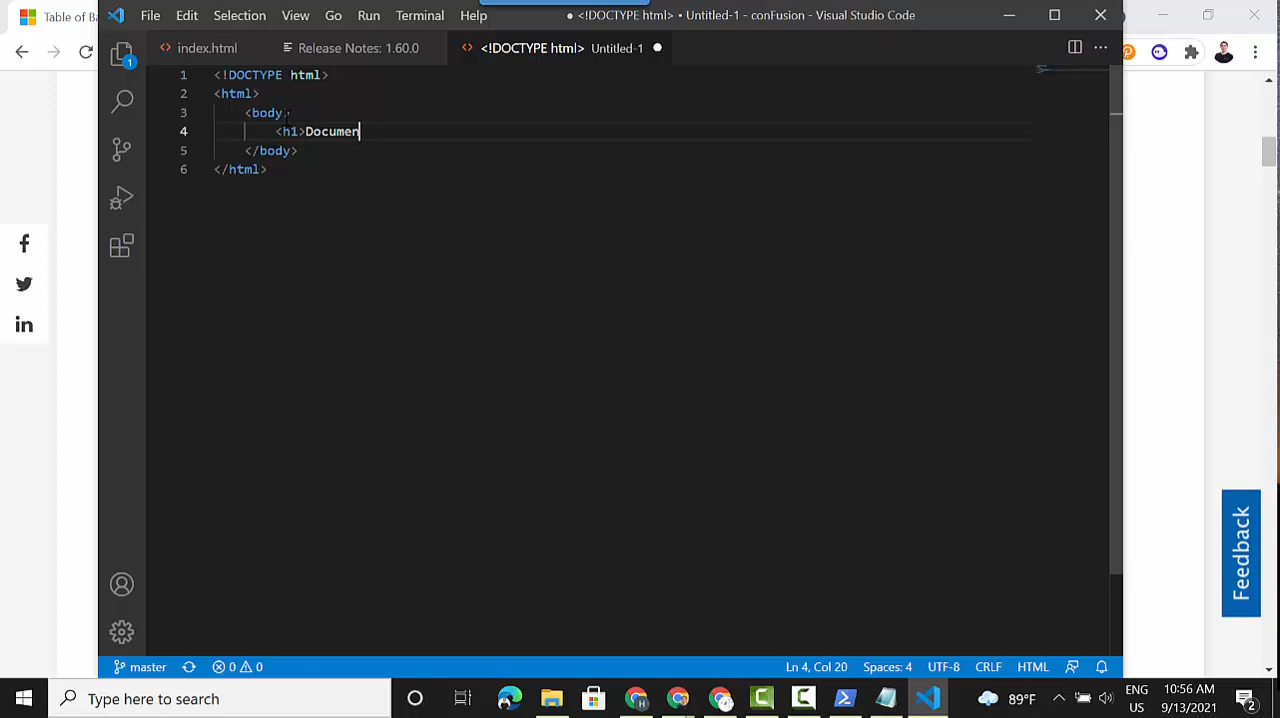 Table of Ba
File Edit Selection View Go Run Terminal Help
● <!DOCTYPE html> • Untitled-1 - conFusion - Visual Studio Code
index.html
Release Notes: 1.60.0
<!DOCTYPE html> Untitled-1
1
1 <!DOCTYPE html>
2 <html>
3 <body>
4 <h1>Documen
5 </body>
6 </html>
Feedback
master
0
0
Ln 4, Col 20
Spaces: 4
UTF-8
CRLF
HTML
Type here to search
89°F
ENG
US
10:56 AM
9/13/2021
2